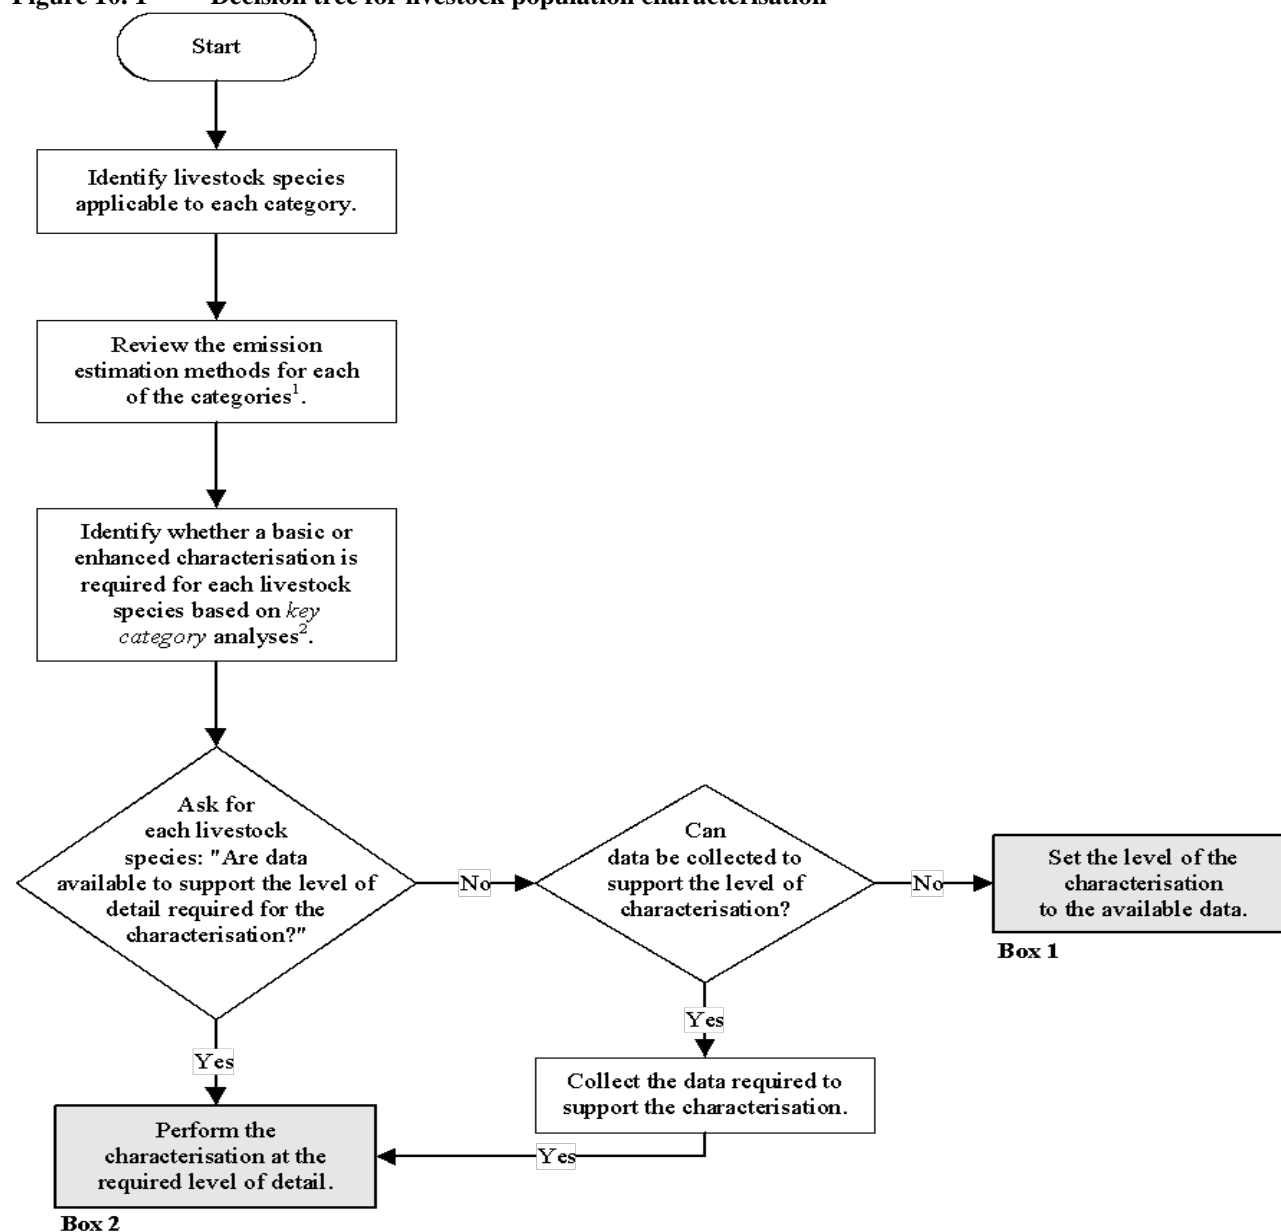 Figure 10. 1 Decision tree for livestock population characterisation
Start
Identify livestock species
applicable to each category.
Review the emission
estimation methods for each
of the categories¹.
Identify whether a basic or
enhanced characterisation is
required for each livestock
species based on key
category analyses².
Ask for
each livestock
species: "Are data
available to support the level of
detail required for the
characterisation?"
No
Can
data be collected to
support the level of
characterisation?
No
Set the level of the
characterisation
to the available data.
Box 1
Yes
Yes
Collect the data required to
support the characterisation.
Yes
Perform the
characterisation at the
required level of detail.
Box 2